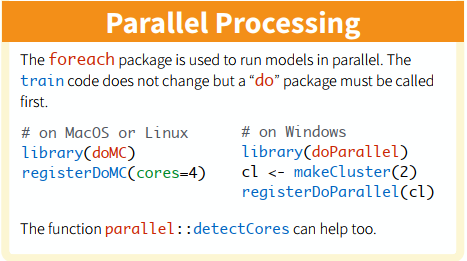 Parallel Processing
The foreach package is used to run models in parallel. The
train code does not change but a “do” package must be called
first.
# on MacOS or Linux
library(doMC)
registerDoMC(cores=4)
# on Windows
library(doParallel)
cl <- makeCluster(2)
registerDoParallel(cl)
The function parallel::detectCores can help too.